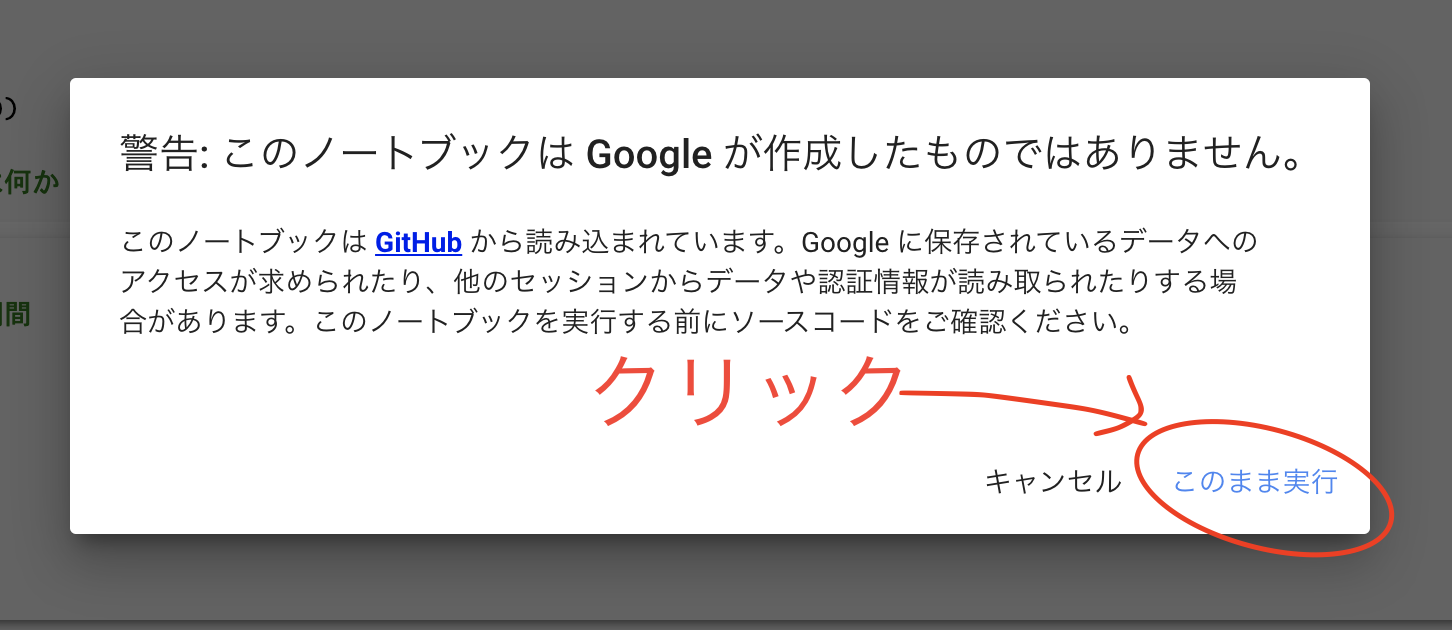 の）
は何か
間
警告: このノートブックは Google が作成したものではありません。
このノートブックは GitHub から読み込まれています。Google に保存されているデータへの
アクセスが求められたり、他のセッションからデータや認証情報が読み取られたりする場
合があります。このノートブックを実行する前にソースコードをご確認ください。
クリック
キャンセル
このまま実行